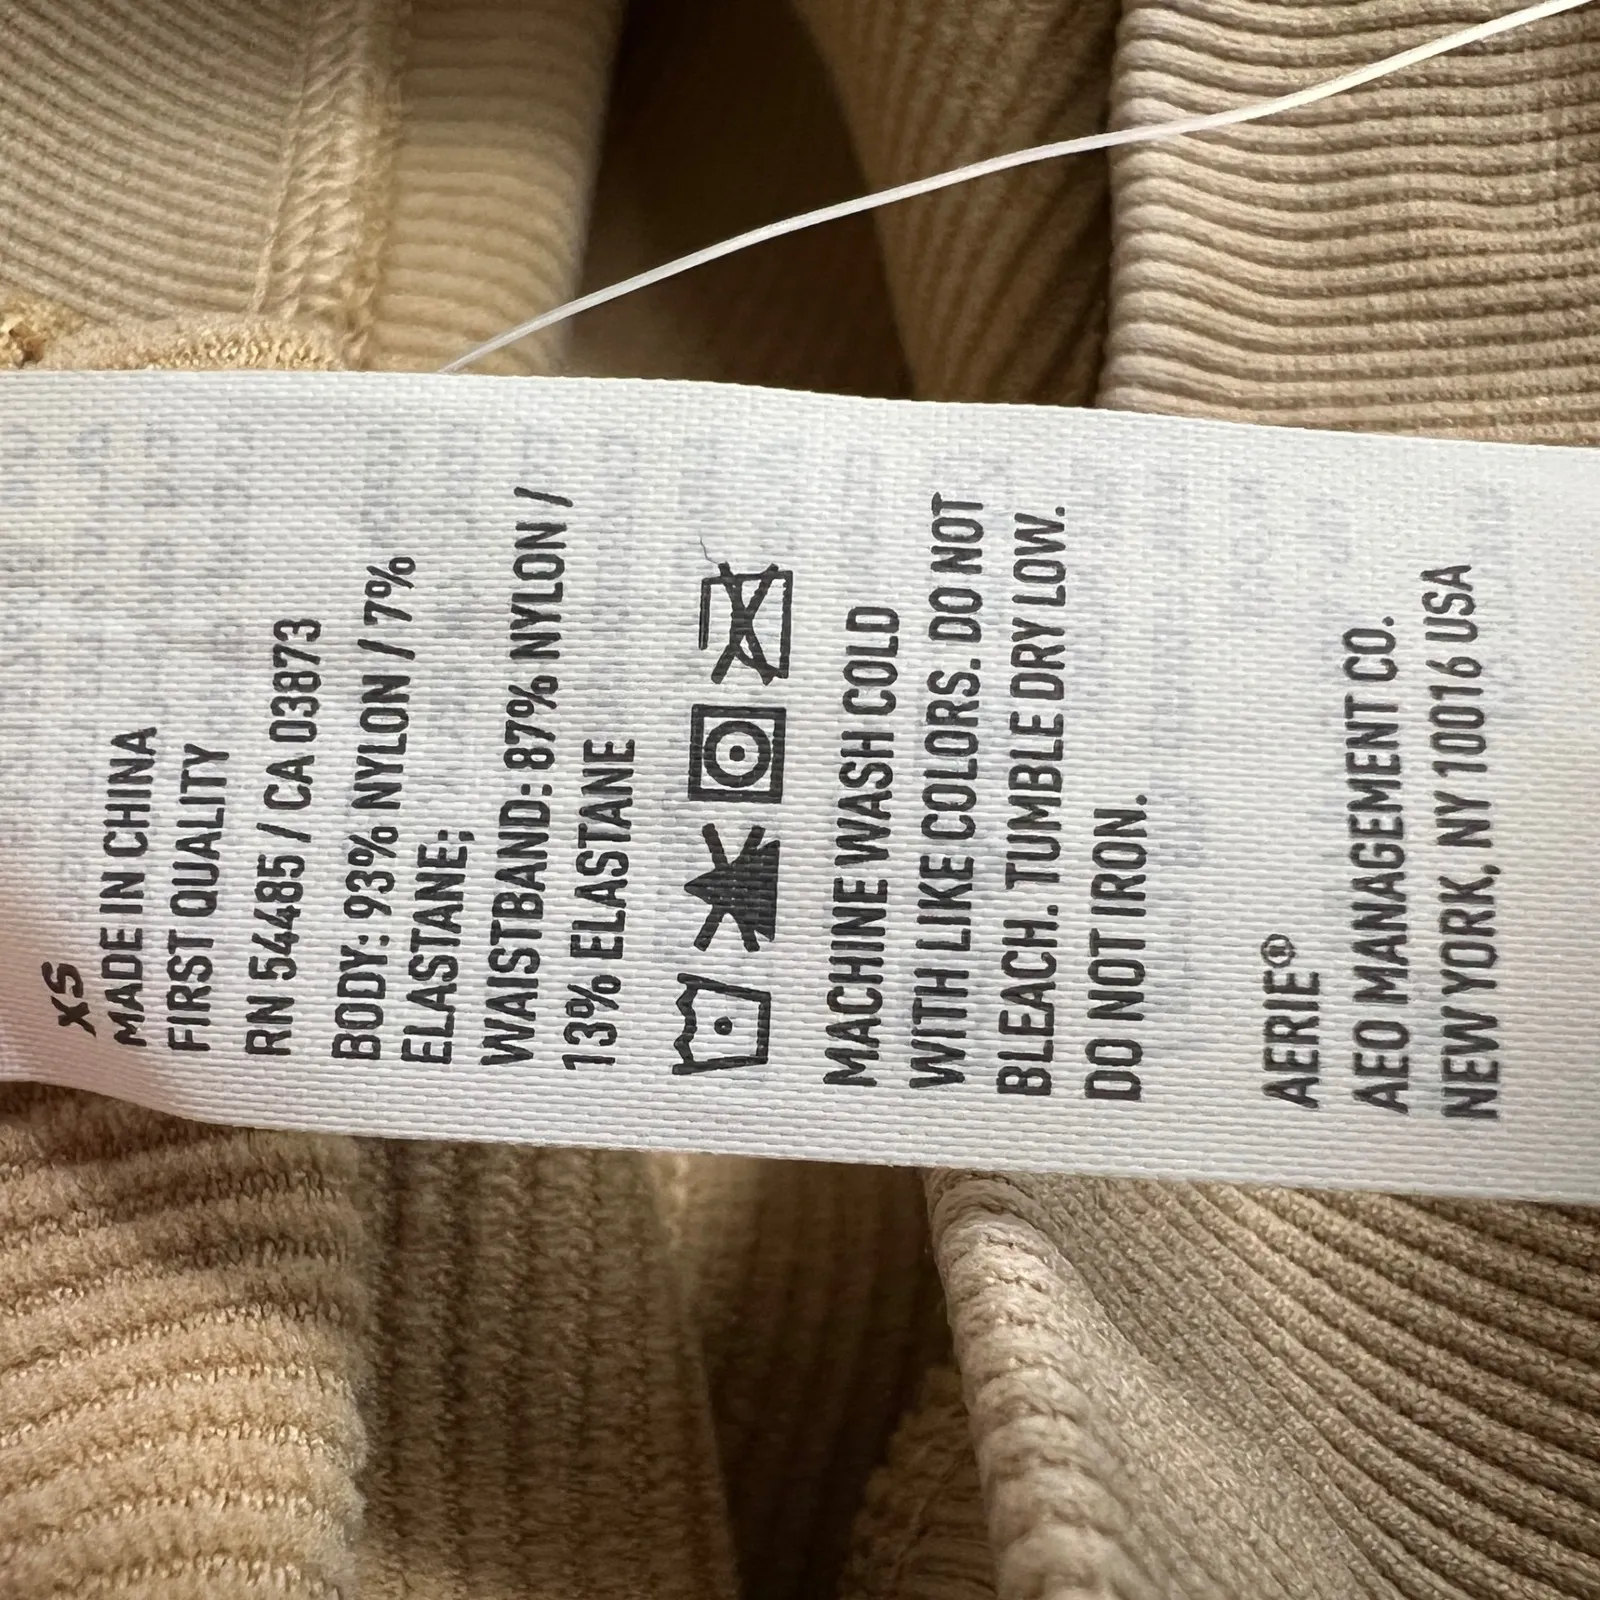 XS
MADE IN CHINA
FIRST QUALITY
RN 54485 / CA 03873
BODY: 93% NYLON / 7%
ELASTANE;
WAISTBAND: 87% NYLON /
13% ELASTANE
MACHINE WASH COLD
WITH LIKE COLORS. DO NOT
BLEACH. TUMBLE DRY LOW.
DO NOT IRON.
AERIE®
AEO MANAGEMENT CO.
NEW YORK, NY 10016 USA